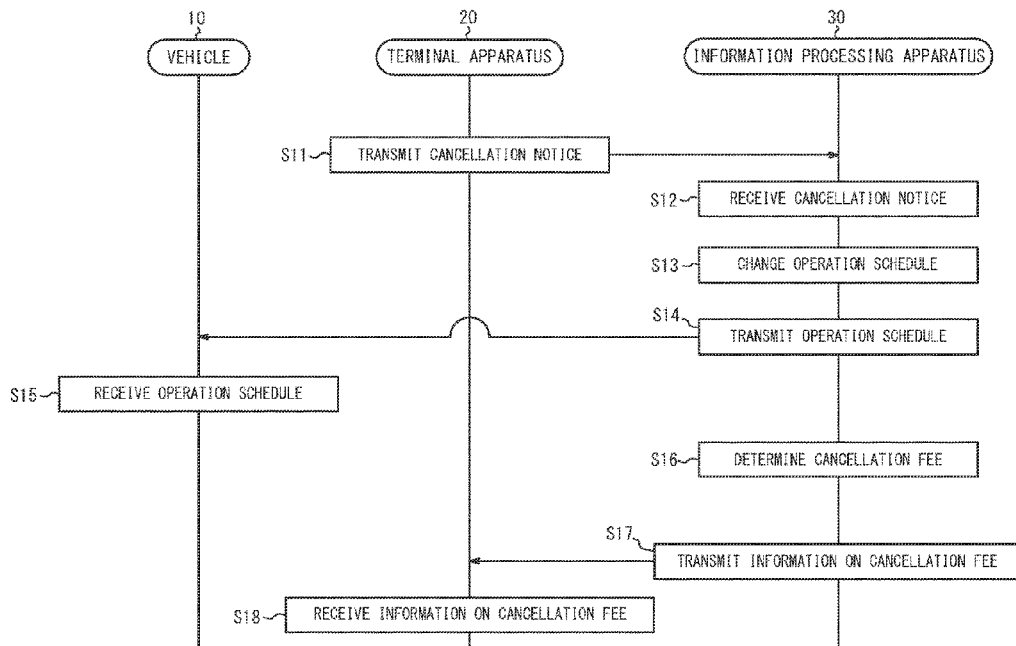 10
20
30
VEHICLE
TERMINAL APPARATUS
INFORMATION PROCESSING APPARATUS
S11
TRANSMIT CANCELLATION NOTICE
S12
RECEIVE CANCELLATION NOTICE
S13
CHANGE OPERATION SCHEDULE
S14
TRANSMIT OPERATION SCHEDULE
S15
RECEIVE OPERATION SCHEDULE
S16
DETERMINE CANCELLATION FEE
S17
TRANSMIT INFORMATION ON CANCELLATION FEE
S18
RECEIVE INFORMATION ON CANCELLATION FEE